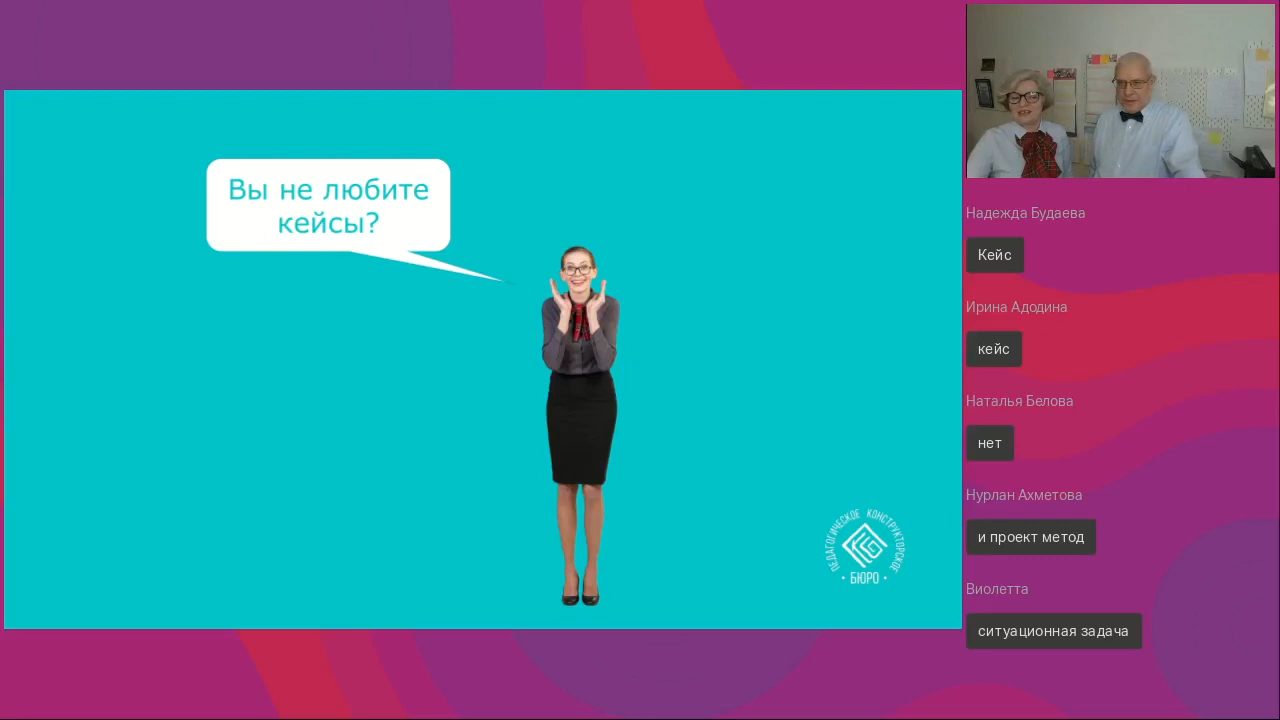 Вы не любите
кейсы?
ПЕДАГОГИЧЕСКОЕ КОНСТРУКТОРСКОЕ
• БЮРО •
Надежда Будаева
Кейс
Ирина Адодина
кейс
Наталья Белова
нет
Нурлан Ахметова
и проект метод
Виолетта
ситуационная задача